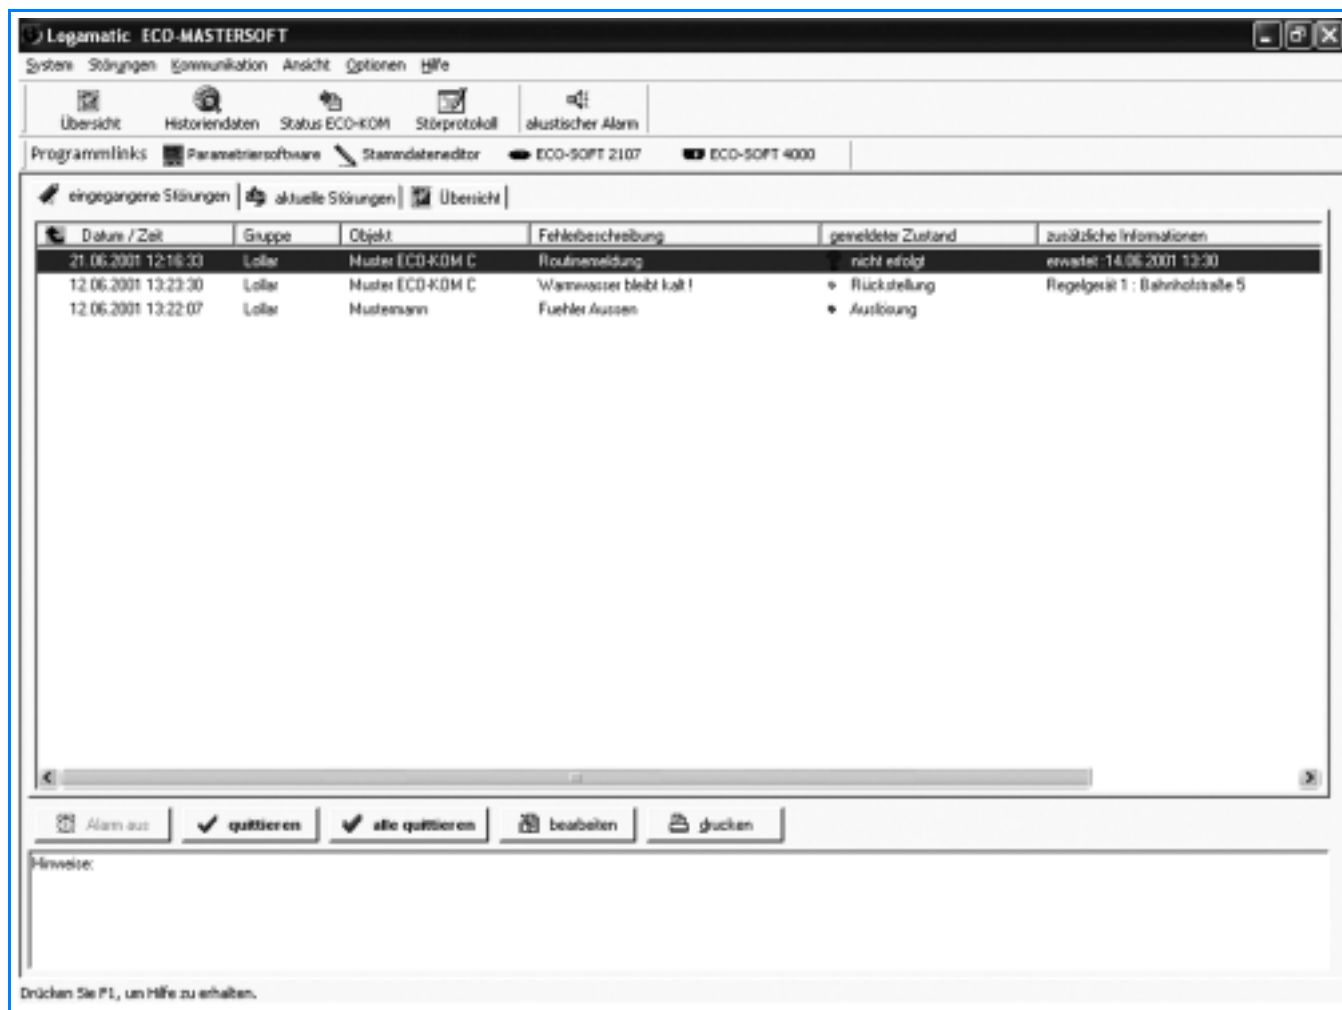 Logamatic ECO-MASTERSOFT
System Störungen Kommunikation Ansicht Optionen Hilfe
Übersicht Historiendaten Status ECO-KOM Störprotokoll akustischer Alarm
Programmlinks Parametriersoftware Stammdateneditor ECO-SOFT 2107 ECO-SOFT 4000
eingegangene Störungen aktuelle Störungen Übersicht
Datum / Zeit Gruppe Objekt Fehlerbeschreibung gemeldeter Zustand zusätzliche Informationen
21.06.2001 12:16:33 Lollar Muster ECO-KOM C Routinemeldung nicht erfolgt erwartet :14.06.2001 13:30
12.06.2001 13:23:30 Lollar Muster ECO-KOM C Warmwasser bleibt kalt ! Rückstellung Regelgerät 1 : Bahnhofstraße 5
12.06.2001 13:22:07 Lollar Mustermann Fuehler Aussen Auslösung
Alarm aus quittieren alle quittieren bearbeiten drucken
Hinweise:
Drücken Sie F1, um Hilfe zu erhalten.